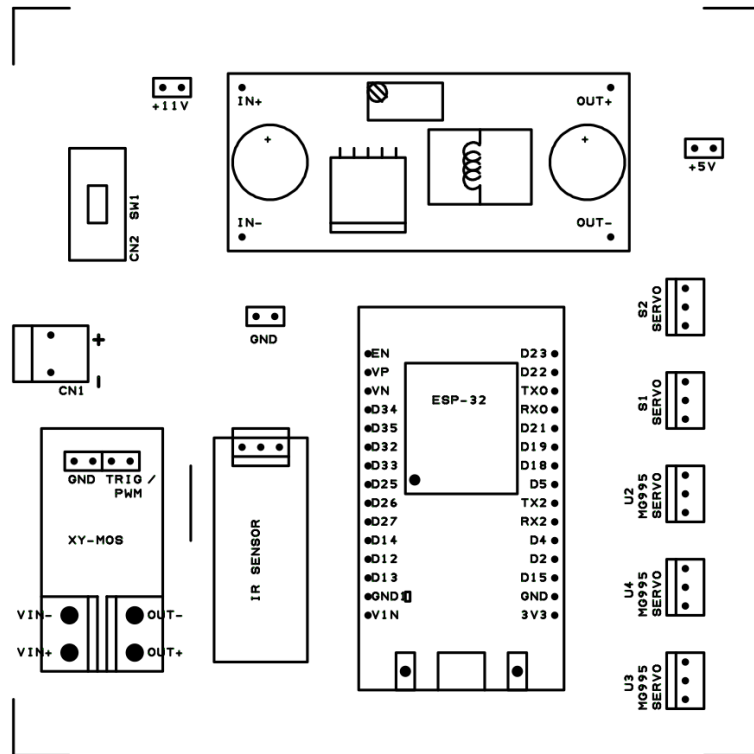 +11V
IN+
OUT+
+
+
+5V
SW1
CN2
IN-
OUT-
S2
SERVO
GND
+
-
CN1
EN
VP
VN
D34
D35
D32
D33
D25
D26
D27
D14
D12
D13
GND1
V1N
ESP-32
D23
D22
TX0
RX0
D21
D19
D18
D5
TX2
RX2
D4
D2
D15
GND
3V3
S1
SERVO
GND TRIG /
PWM
XY-MOS
IR SENSOR
VIN-
OUT-
VIN+
OUT+
U2
MG995
SERVO
U4
MG995
SERVO
U3
MG995
SERVO